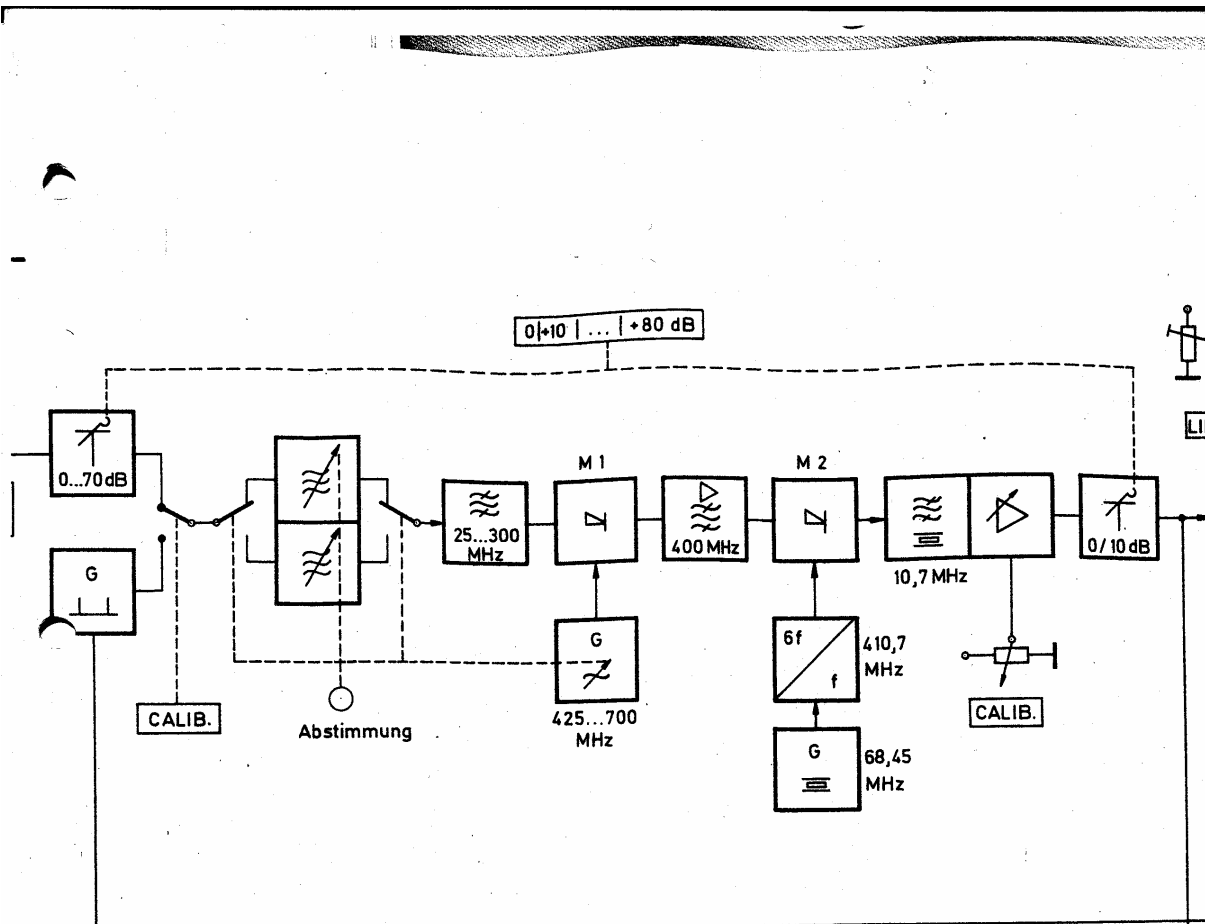 0 +10 ... +80 dB
0...70 dB
M 1
M 2
25...300
MHz
400 MHz
10,7 MHz
0/10 dB
G
G
6f
f
410,7
MHz
CALIB.
Abstimmung
425...700
MHz
G
68,45
MHz
CALIB.